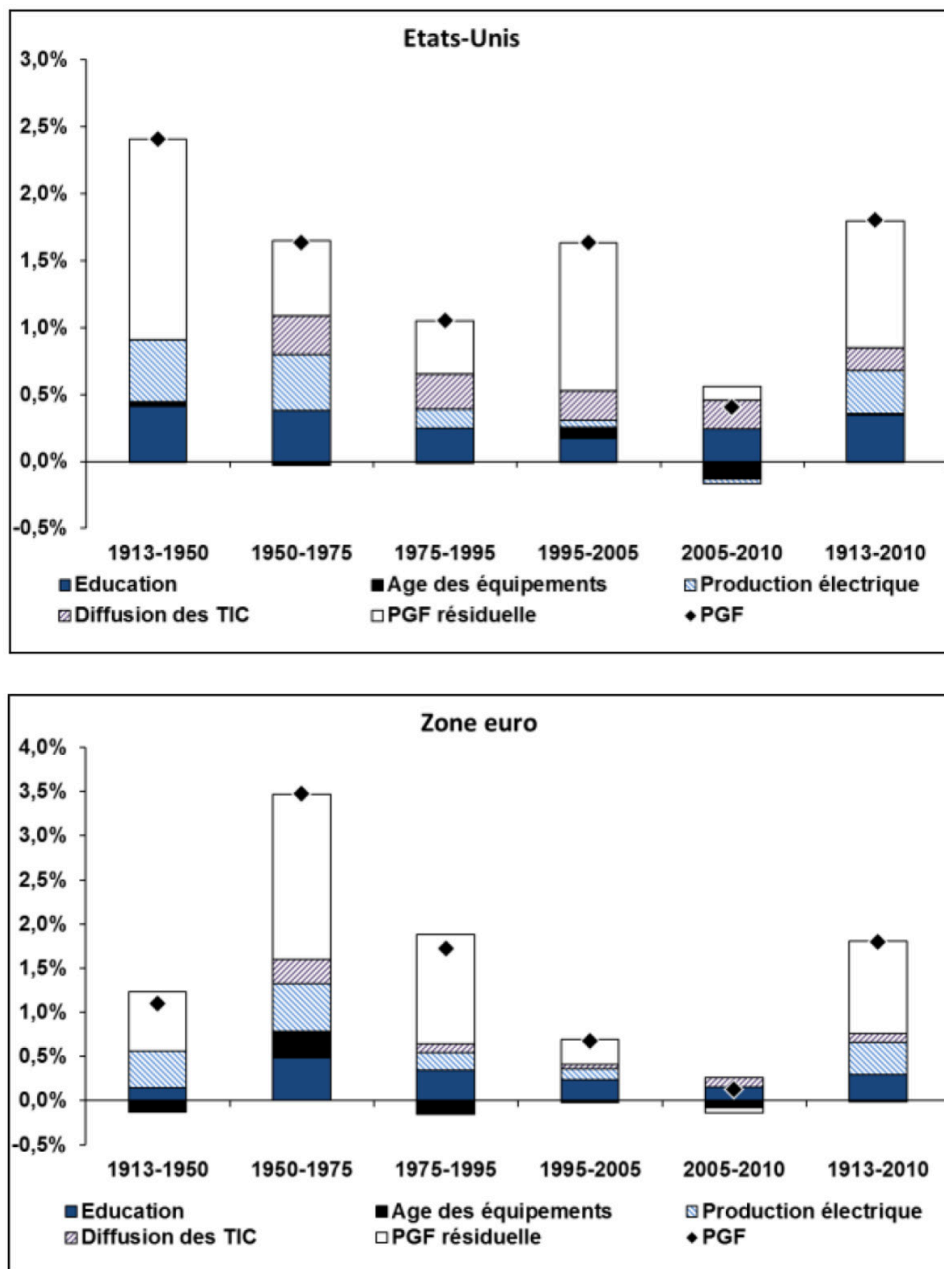 Etats-Unis
3,0%
2,5%
2,0%
1,5%
1,0%
0,5%
0,0%
-0,5%
1913-1950 1950-1975 1975-1995 1995-2005 2005-2010 1913-2010
Education Age des équipements Production électrique
Diffusion des TIC PGF résiduelle PGF
Zone euro
4,0%
3,5%
3,0%
2,5%
2,0%
1,5%
1,0%
0,5%
0,0%
-0,5%
1913-1950 1950-1975 1975-1995 1995-2005 2005-2010 1913-2010
Education Age des équipements Production électrique
Diffusion des TIC PGF résiduelle PGF